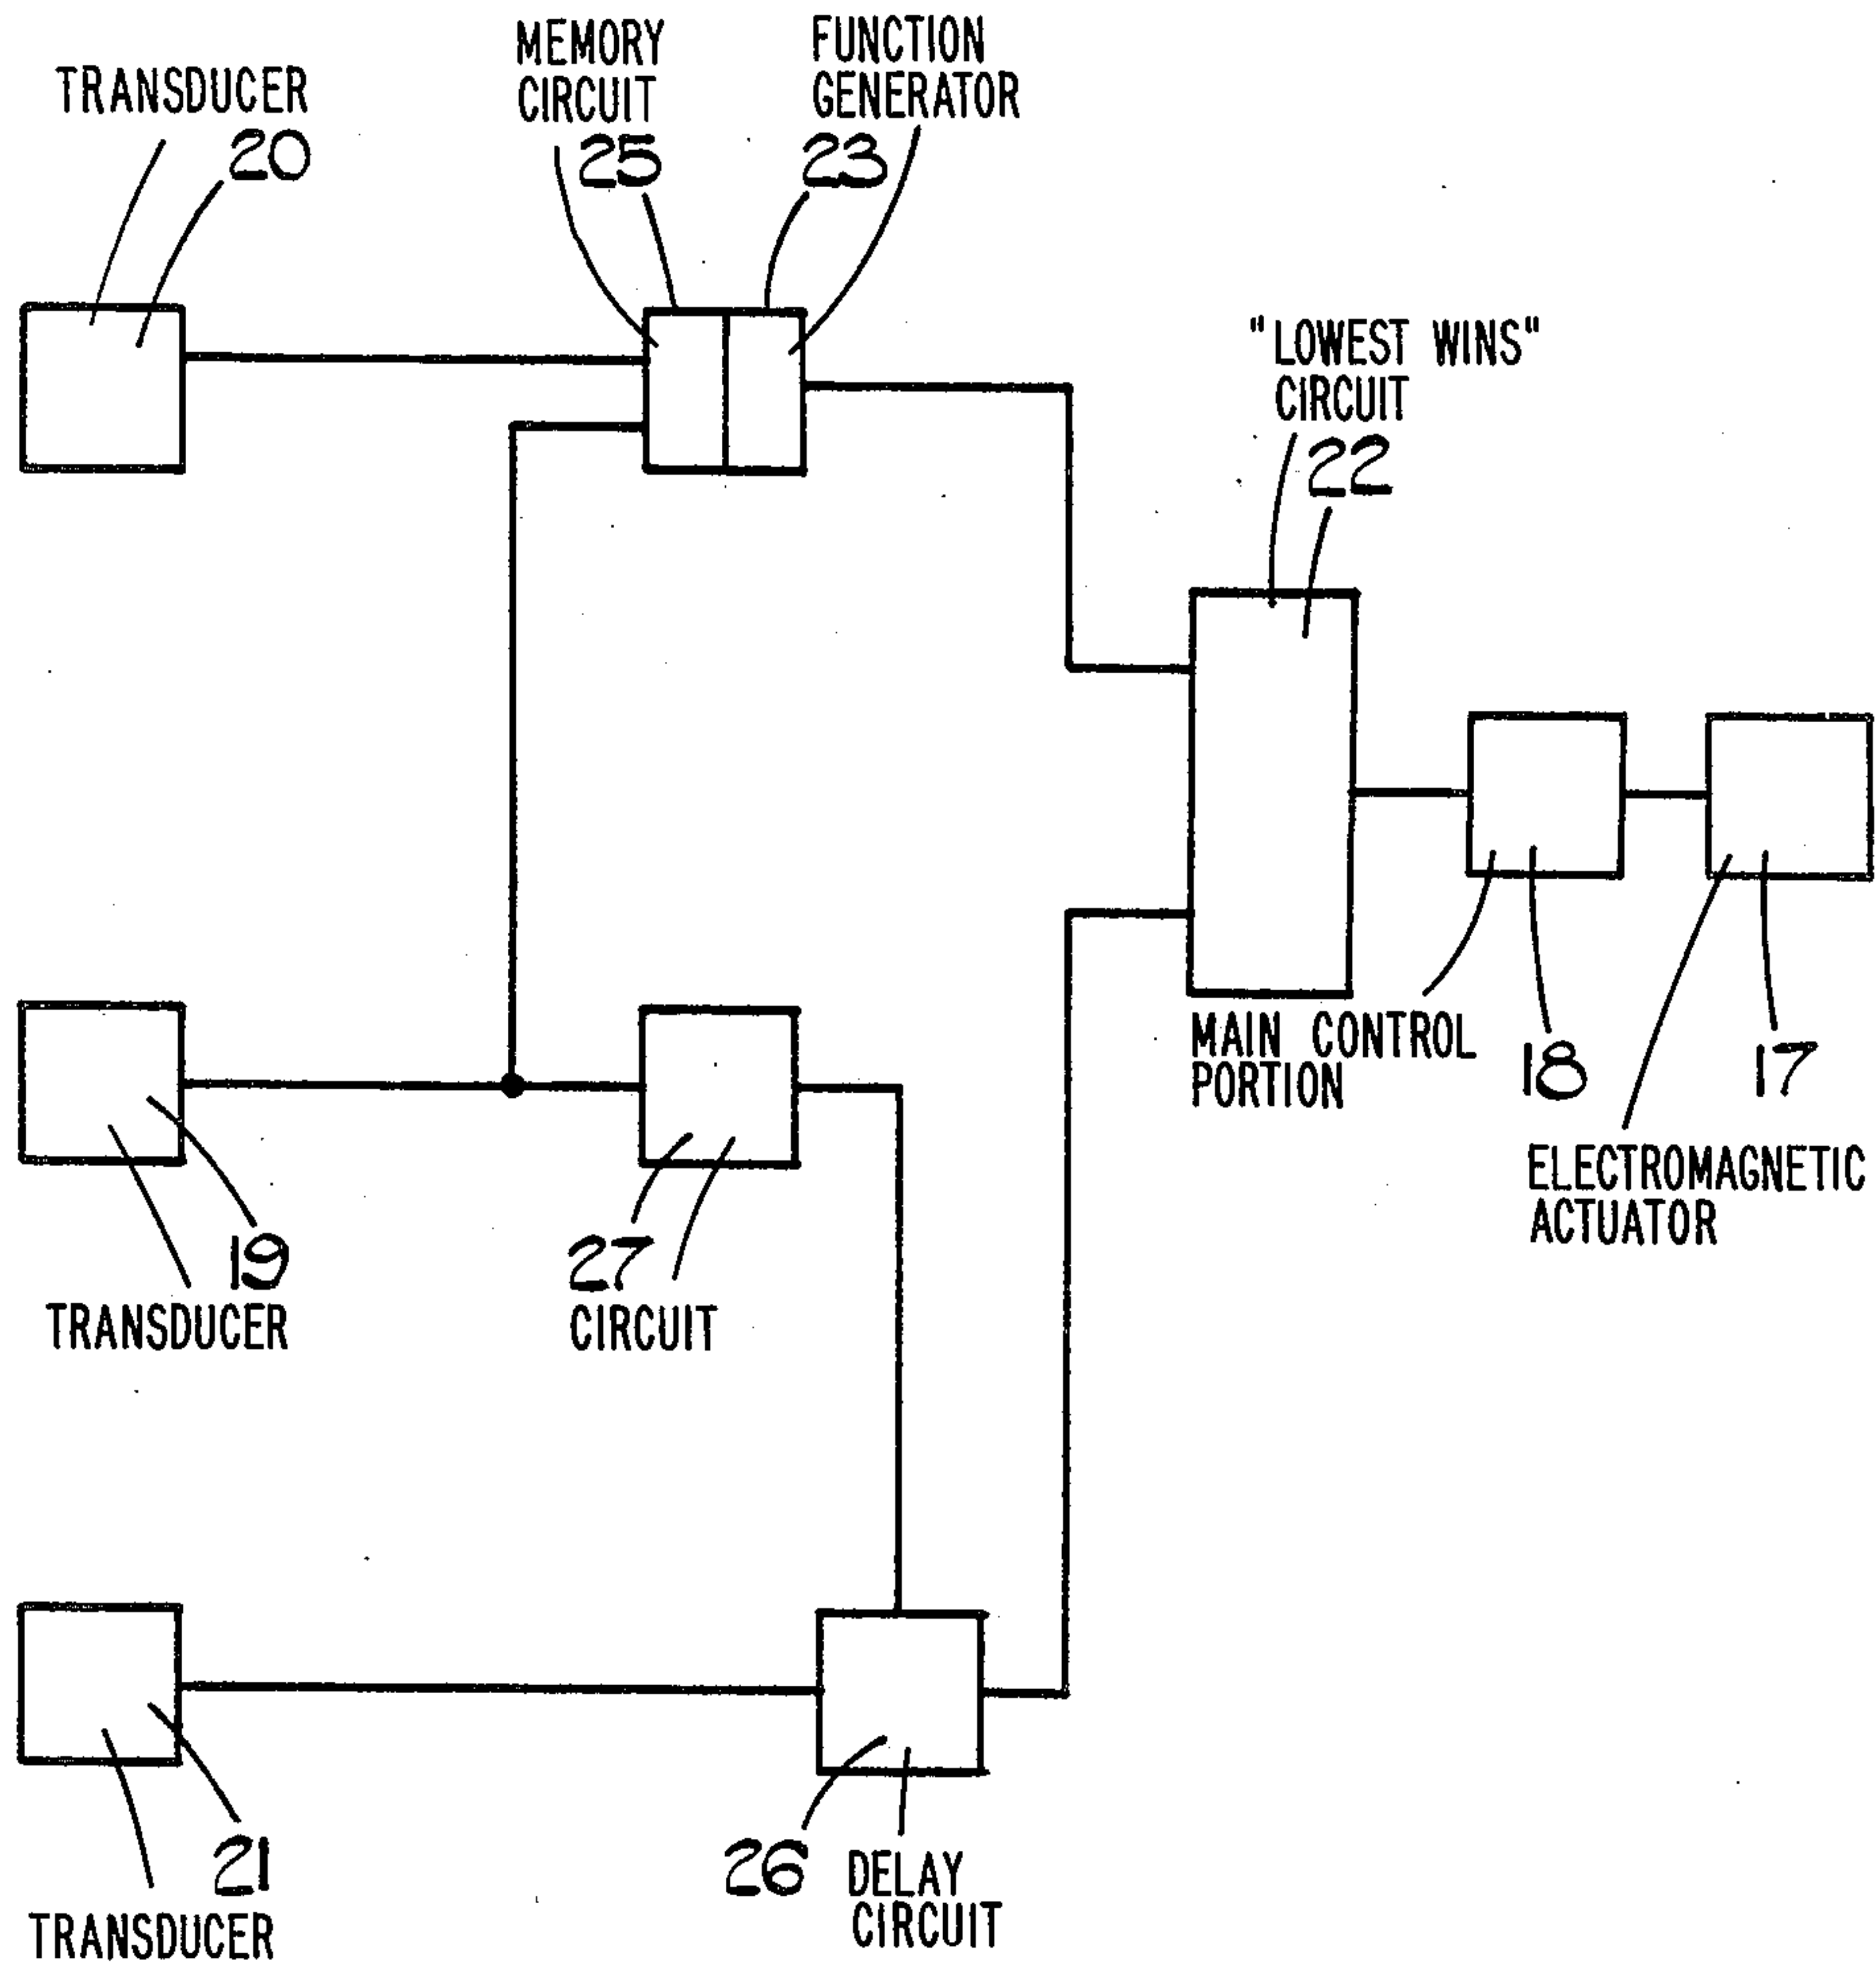 TRANSDUCER
20
MEMORY
CIRCUIT
25
FUNCTION
GENERATOR
23
"LOWEST WINS"
CIRCUIT
22
MAIN CONTROL
PORTION
18
17
ELECTROMAGNETIC
ACTUATOR
19
TRANSDUCER
27
CIRCUIT
21
TRANSDUCER
26
DELAY
CIRCUIT